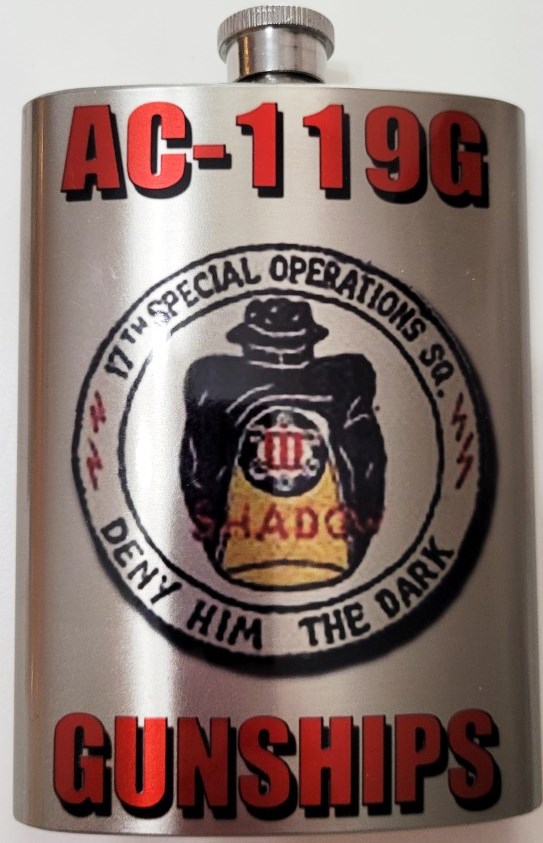 AC-119G
17TH SPECIAL OPERATIONS SQ.
III
SHADOW
DENY HIM THE DARK
GUNSHIPS